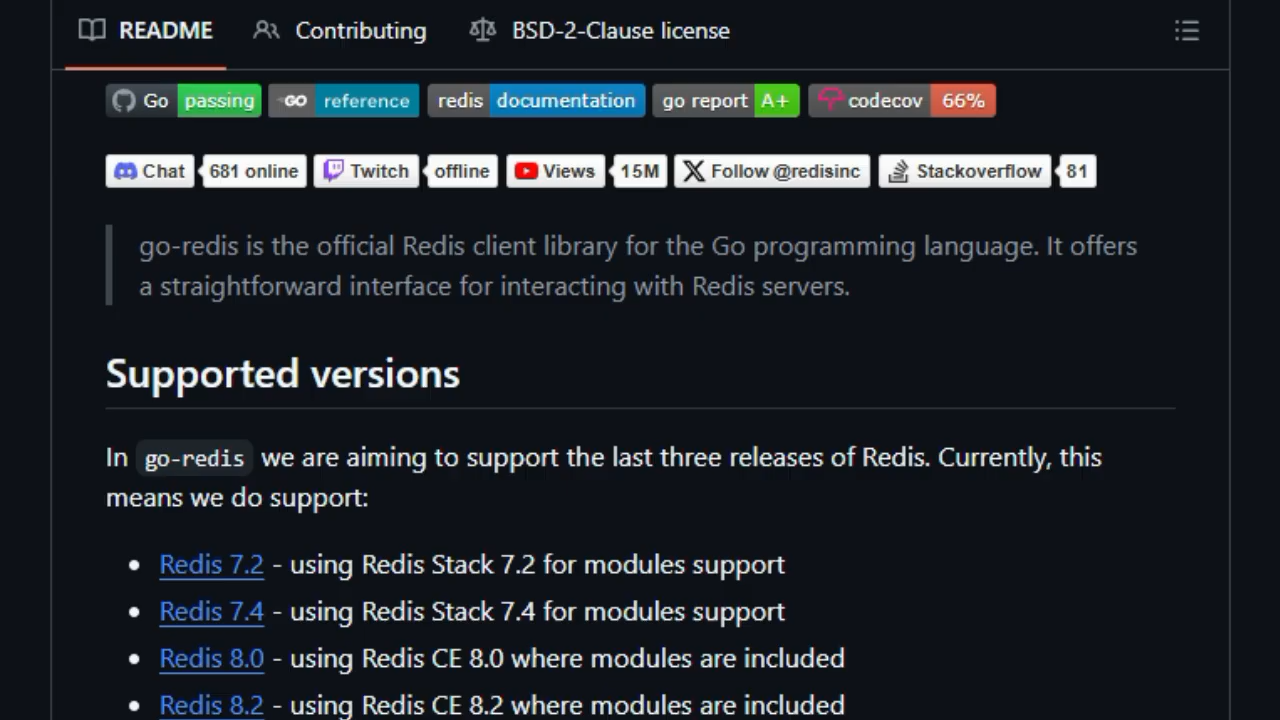 README Contributing BSD-2-Clause license
Go passing GO reference redis documentation go report A+ codecov 66%
Chat 681 online Twitch offline Views 15M Follow @redisinc Stackoverflow 81
go-redis is the official Redis client library for the Go programming language. It offers
a straightforward interface for interacting with Redis servers.
Supported versions
In go-redis we are aiming to support the last three releases of Redis. Currently, this
means we do support:
• Redis 7.2 - using Redis Stack 7.2 for modules support
• Redis 7.4 - using Redis Stack 7.4 for modules support
• Redis 8.0 - using Redis CE 8.0 where modules are included
• Redis 8.2 - using Redis CE 8.2 where modules are included